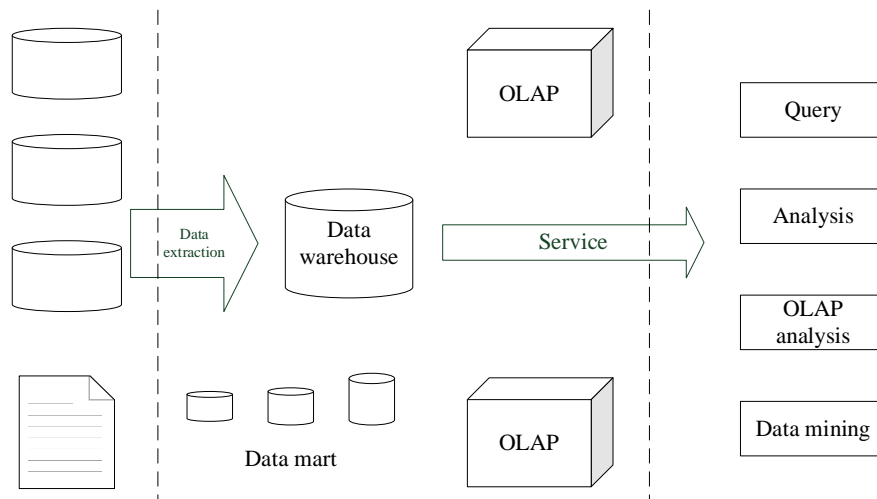 OLAP
Query
Data
extraction
Data
warehouse
Service
Analysis
OLAP
analysis
Data mart
OLAP
Data mining